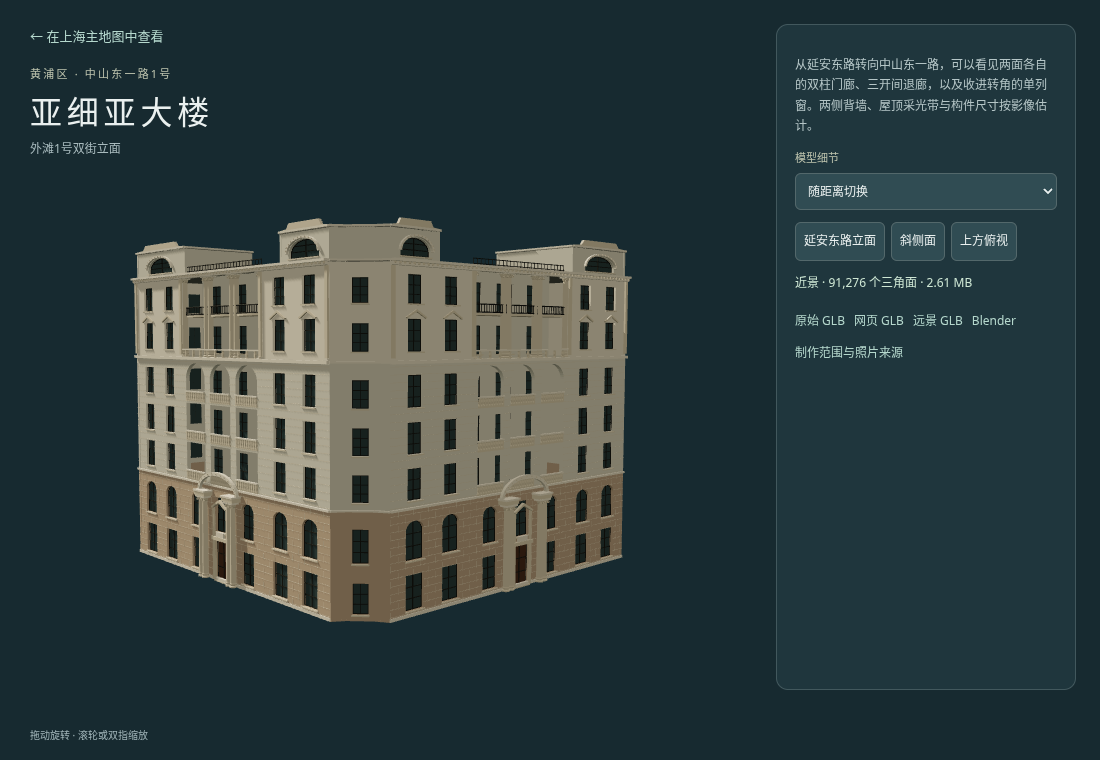 ← 在上海主地图中查看
黄浦区 · 中山东一路1号
亚细亚大楼
外滩1号双街立面
从延安东路转向中山东一路，可以看见两面各自
的双柱门廊、三开间退廊，以及收进转角的单列
窗。两侧背墙、屋顶采光带与构件尺寸按影像估
计。
模型细节
随距离切换
延安东路立面 斜侧面 上方俯视
近景 · 91,276 个三角面 · 2.61 MB
原始 GLB 网页 GLB 远景 GLB Blender
制作范围与照片来源
拖动旋转 · 滚轮或双指缩放